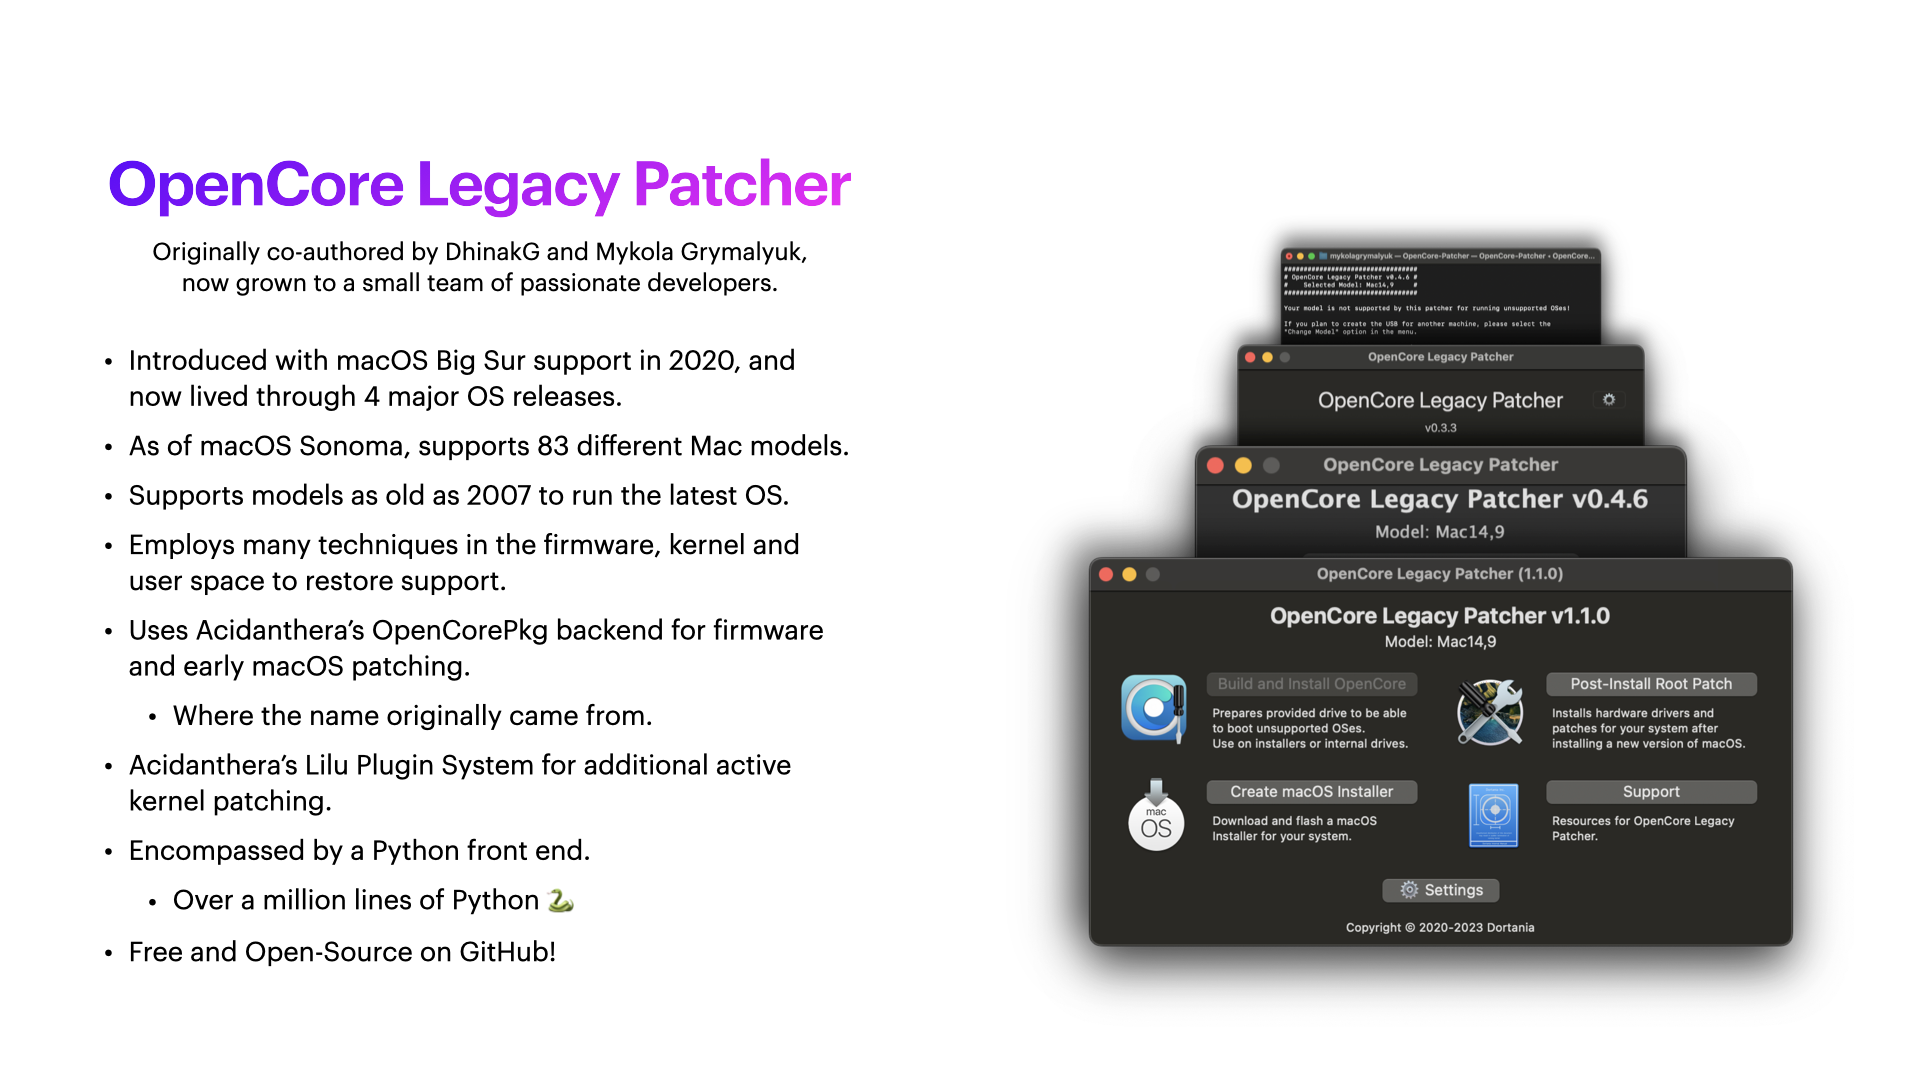 OpenCore Legacy Patcher
Originally co-authored by DhinakG and Mykola Grymalyuk,
now grown to a small team of passionate developers.
• Introduced with macOS Big Sur support in 2020, and
now lived through 4 major OS releases.
• As of macOS Sonoma, supports 83 different Mac models.
• Supports models as old as 2007 to run the latest OS.
• Employs many techniques in the firmware, kernel and
user space to restore support.
• Uses Acidanthera’s OpenCorePkg backend for firmware
and early macOS patching.
• Where the name originally came from.
• Acidanthera’s Lilu Plugin System for additional active
kernel patching.
• Encompassed by a Python front end.
• Over a million lines of Python 🐍
• Free and Open-Source on GitHub!
mykolagrymalyuk — OpenCore-Patcher — OpenCore-Patcher • OpenCore...
##################################
# OpenCore Legacy Patcher v0.4.6 #
# Selected Model: Mac14,9 #
##################################
Your model is not supported by this patcher for running unsupported OSes!
If you plan to create the USB for another machine, please select the
"Change Model" option in the menu.
OpenCore Legacy Patcher
OpenCore Legacy Patcher
v0.3.3
OpenCore Legacy Patcher
OpenCore Legacy Patcher v0.4.6
Model: Mac14,9
OpenCore Legacy Patcher (1.1.0)
OpenCore Legacy Patcher v1.1.0
Model: Mac14,9
Build and Install OpenCore
Prepares provided drive to be able
to boot unsupported OSes.
Use on installers or internal drives.
Post-Install Root Patch
Installs hardware drivers and
patches for your system after
installing a new version of macOS.
mac
OS
Create macOS Installer
Download and flash a macOS
Installer for your system.
Support
Resources for OpenCore Legacy
Patcher.
Settings
Copyright © 2020-2023 Dortania